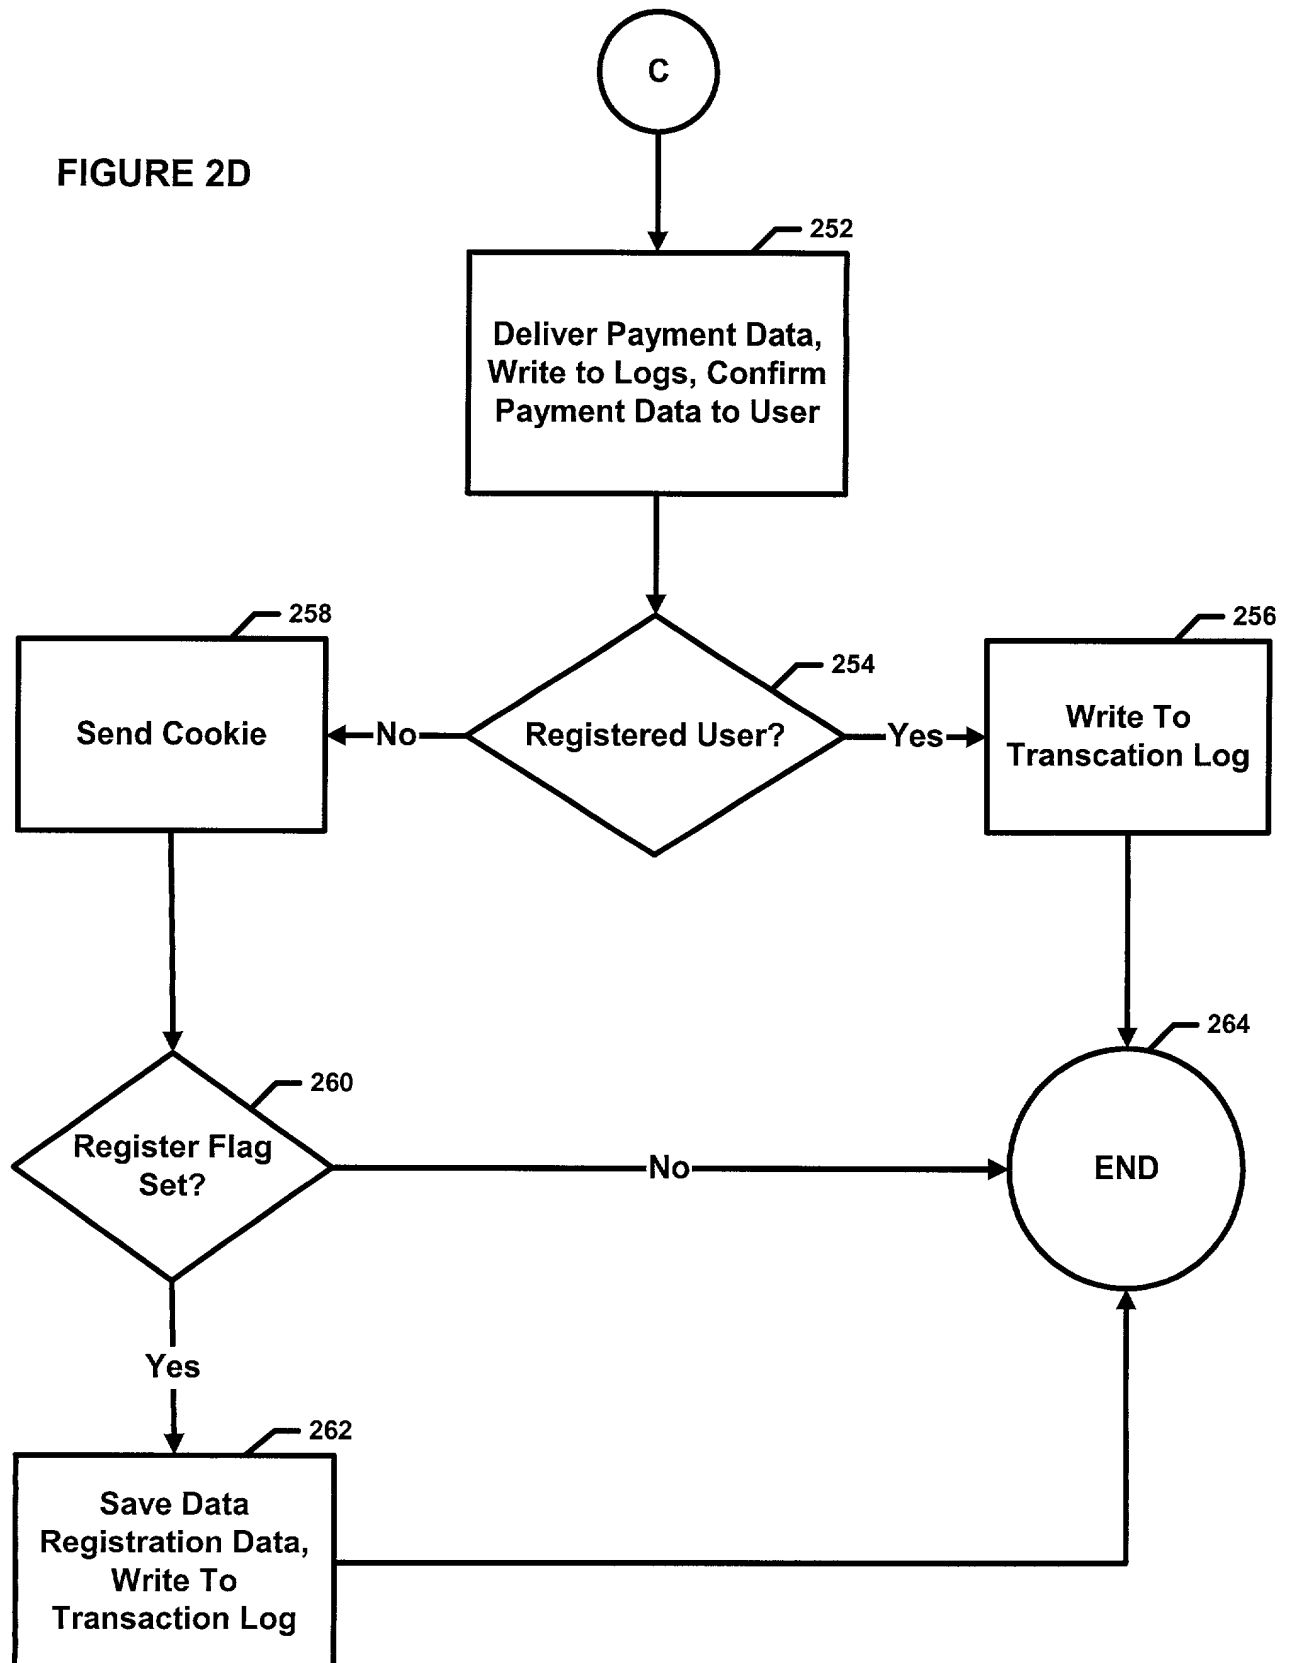 C
FIGURE 2D
252
Deliver Payment Data,
Write to Logs, Confirm
Payment Data to User
258
256
254
Send Cookie
No
Registered User?
Yes
Write To
Transcation Log
264
260
Register Flag
Set?
No
END
Yes
262
Save Data
Registration Data,
Write To
Transaction Log